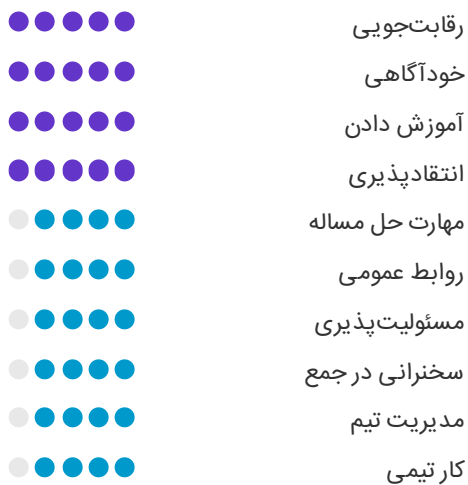 رقابت‌جویی
خودآگاهی
آموزش دادن
انتقادپذیری
مهارت حل مساله
روابط عمومی
مسئولیت‌پذیری
سخنرانی در جمع
مدیریت تیم
کار تیمی